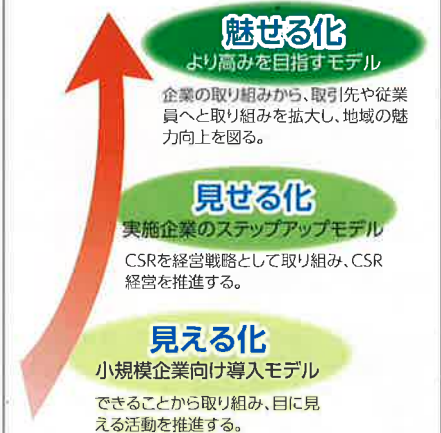 魅せる化
より高みを目指すモデル
企業の取り組みから、取引先や従業
員へと取り組みを拡大し、地域の魅
力向上を図る。
見せる化
実施企業のステップアップモデル
CSRを経営戦略として取り組み、CSR
経営を推進する。
見える化
小規模企業向け導入モデル
できることから取り組み、目に見
える活動を推進する。